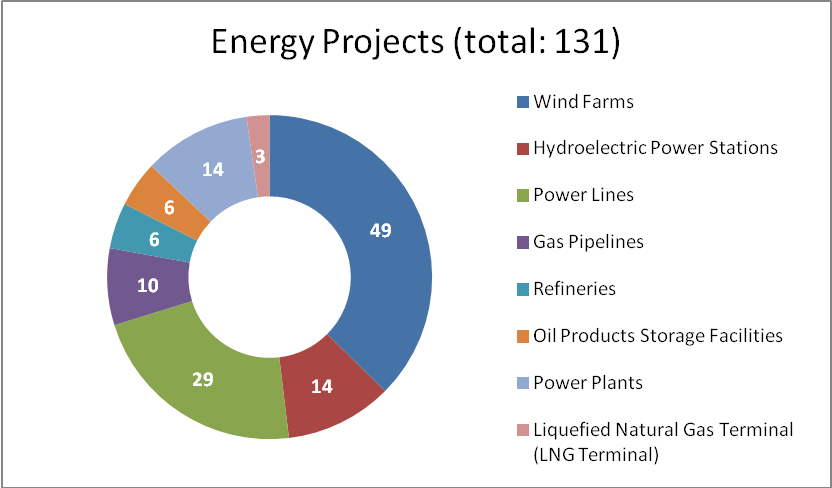 Energy Projects (total: 131)
3
14
6
6
10
29
14
49
Wind Farms
Hydroelectric Power Stations
Power Lines
Gas Pipelines
Refineries
Oil Products Storage Facilities
Power Plants
Liquefied Natural Gas Terminal
(LNG Terminal)